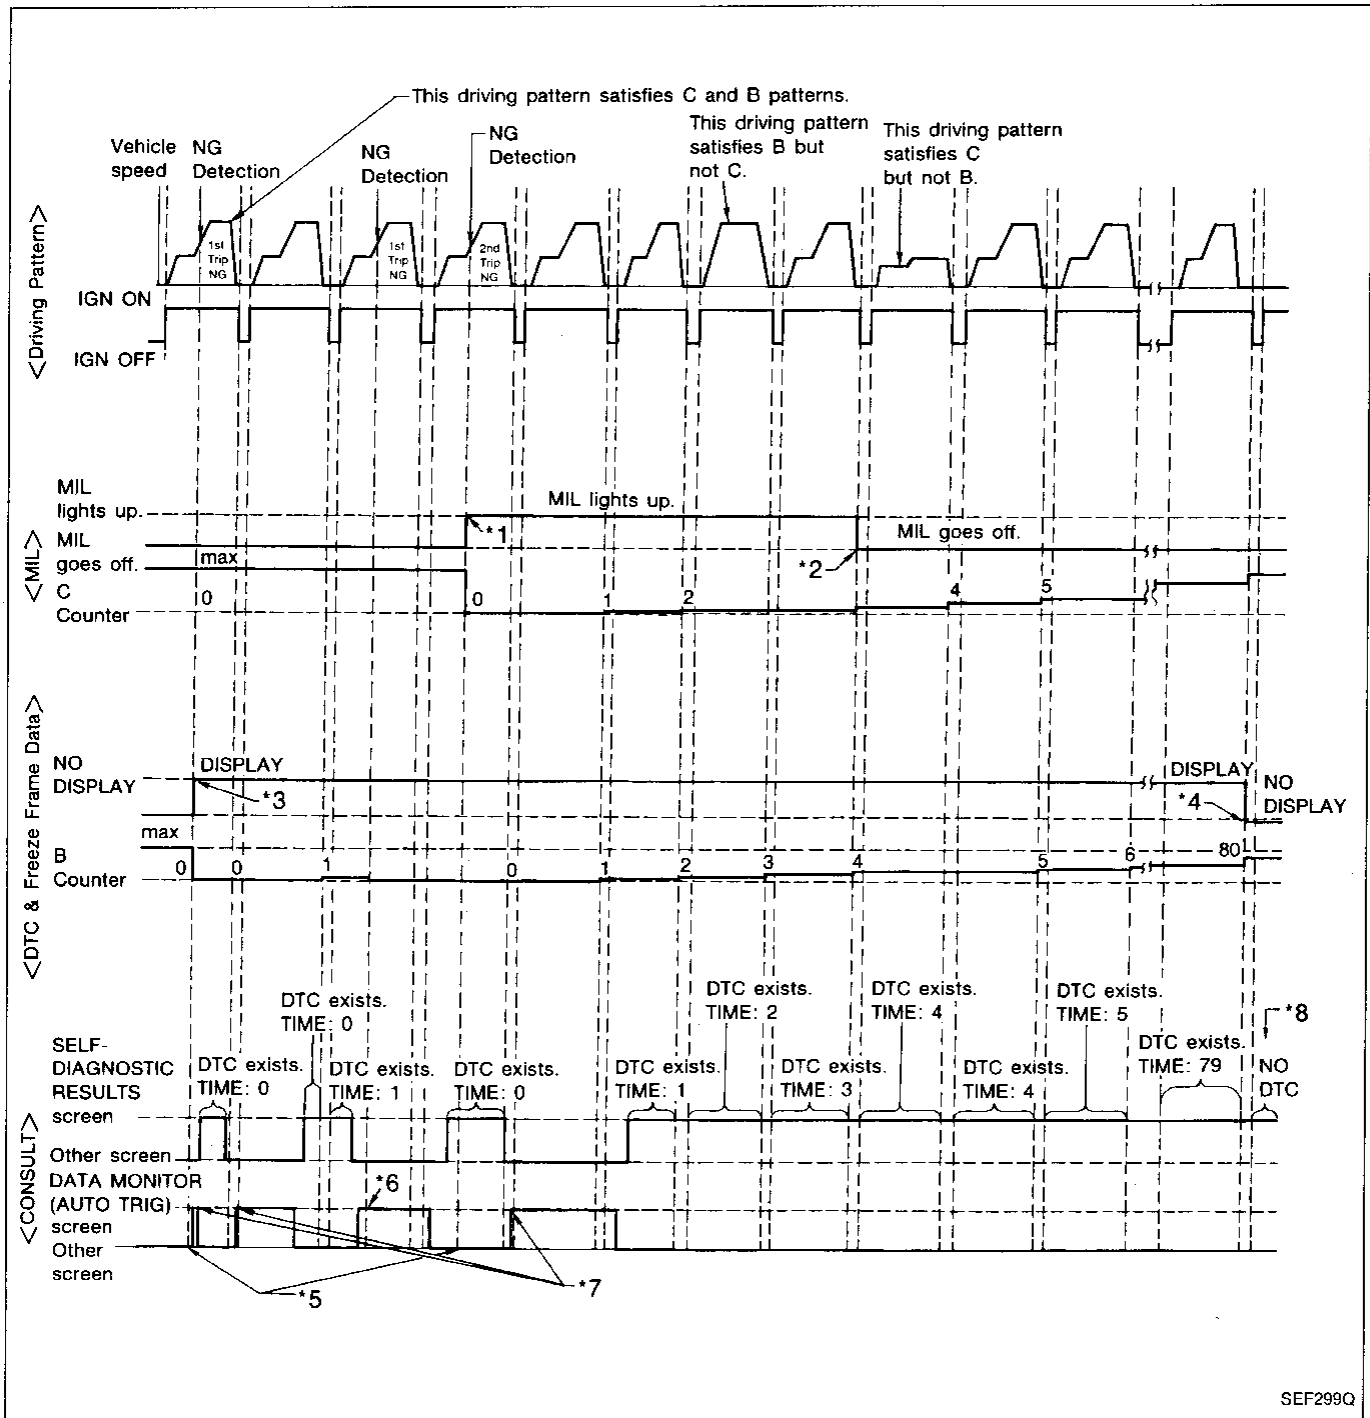 This driving pattern satisfies C and B patterns.
Vehicle
speed
NG
Detection
NG
Detection
NG
Detection
This driving pattern
satisfies B but
not C.
This driving pattern
satisfies C
but not B.
<Driving Pattern>
1st
Trip
NG
1st
Trip
NG
2nd
Trip
NG
IGN ON
IGN OFF
<MIL>
MIL
lights up.
MIL lights up.
*1
MIL
goes off.
max
*2
MIL goes off.
C
Counter
0
0
1
2
4
5
<DTC & Freeze Frame Data>
NO
DISPLAY
DISPLAY
*3
DISPLAY
*4
NO
DISPLAY
max
B
Counter
0
0
1
0
1
2
3
4
5
6
80
<CONSULT>
SELF-
DIAGNOSTIC
RESULTS
screen
DTC exists.
TIME: 0
DTC exists.
TIME: 0
DTC exists.
TIME: 1
DTC exists.
TIME: 0
DTC exists.
TIME: 1
DTC exists.
TIME: 2
DTC exists.
TIME: 3
DTC exists.
TIME: 4
DTC exists.
TIME: 4
DTC exists.
TIME: 5
DTC exists.
TIME: 79
*8
NO
DTC
Other screen
DATA MONITOR
(AUTO TRIG)
screen
*6
Other
screen
*5
*7
SEF299Q